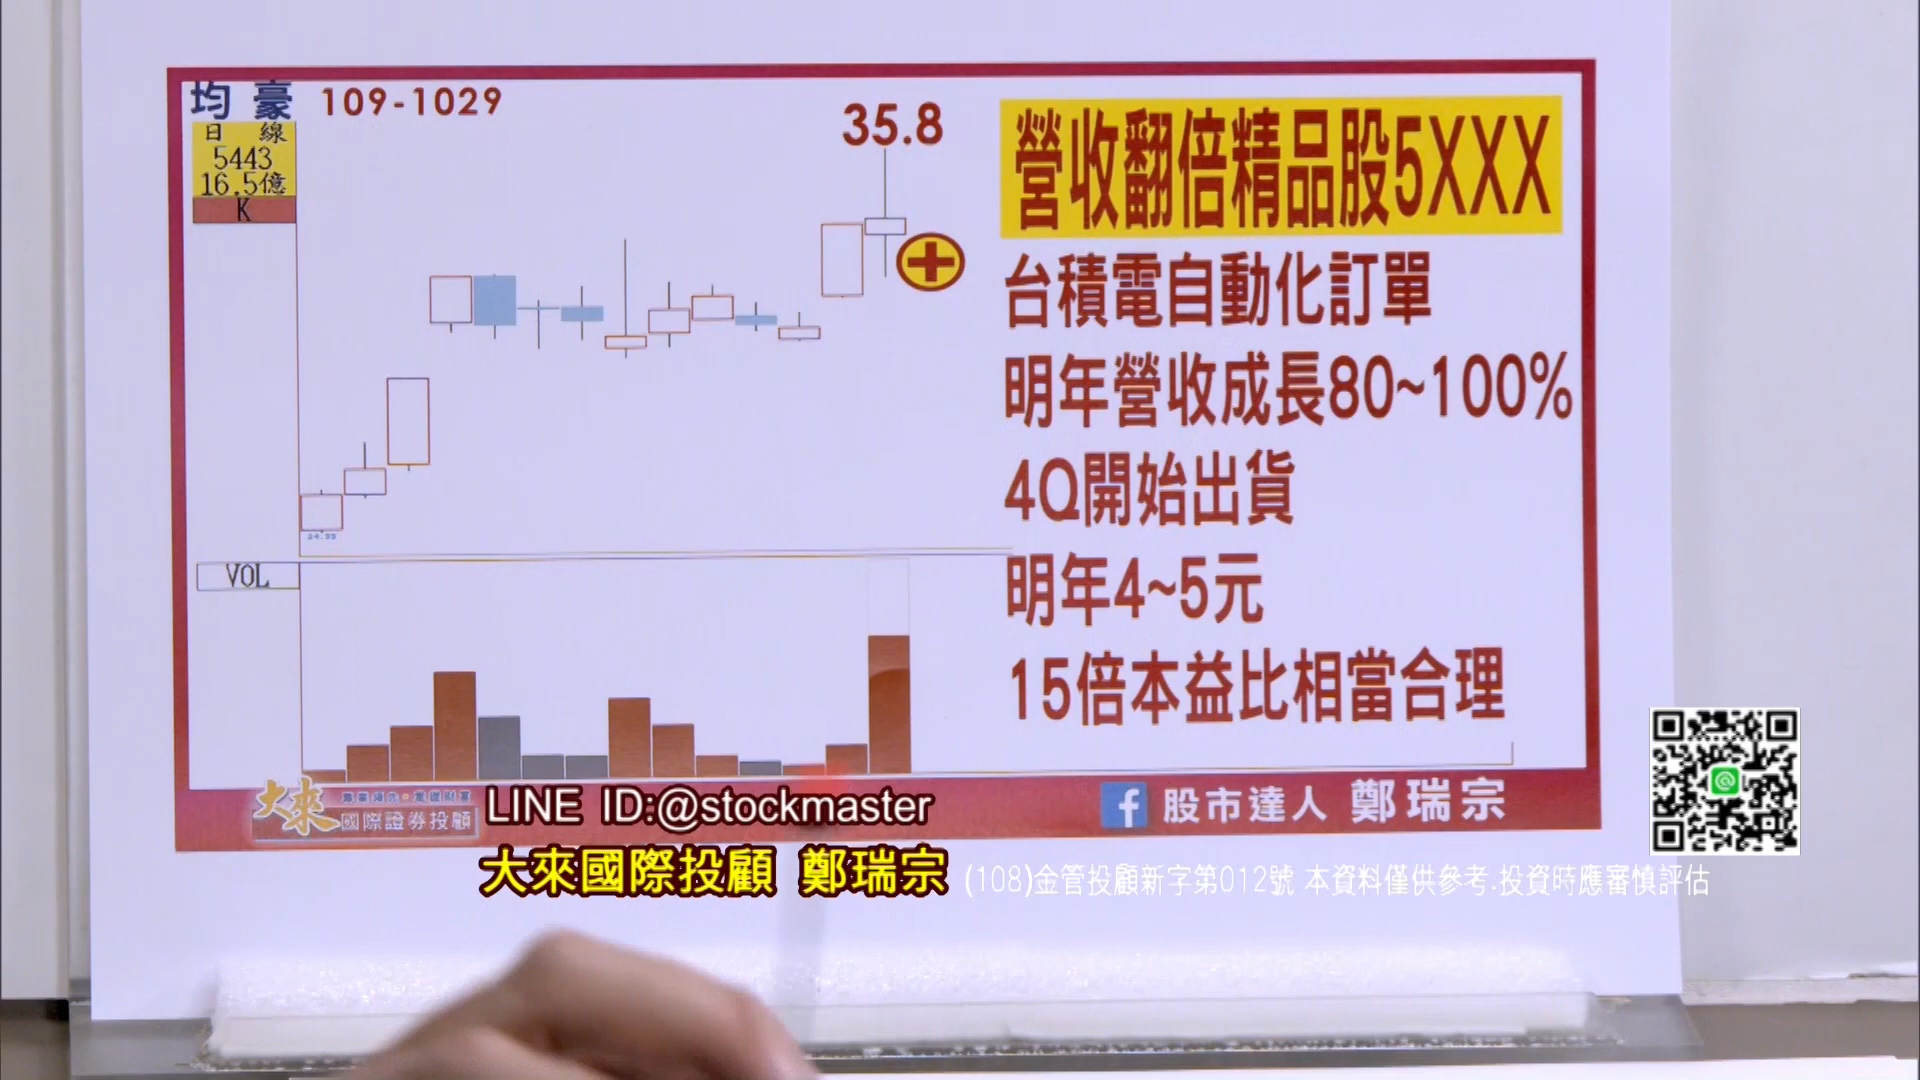 均豪 109-1029
日 線
5443
16.5億
K
35.8
VOL
營收翻倍精品股5XXX
台積電自動化訂單
明年營收成長80~100%
4Q開始出貨
明年4~5元
15倍本益比相當合理
大來
國際證券投顧
LINE ID:@stockmaster
f 股市達人 鄭瑞宗
大來國際投顧 鄭瑞宗 (108)金管投顧新字第012號 本資料僅供參考.投資時應審慎評估